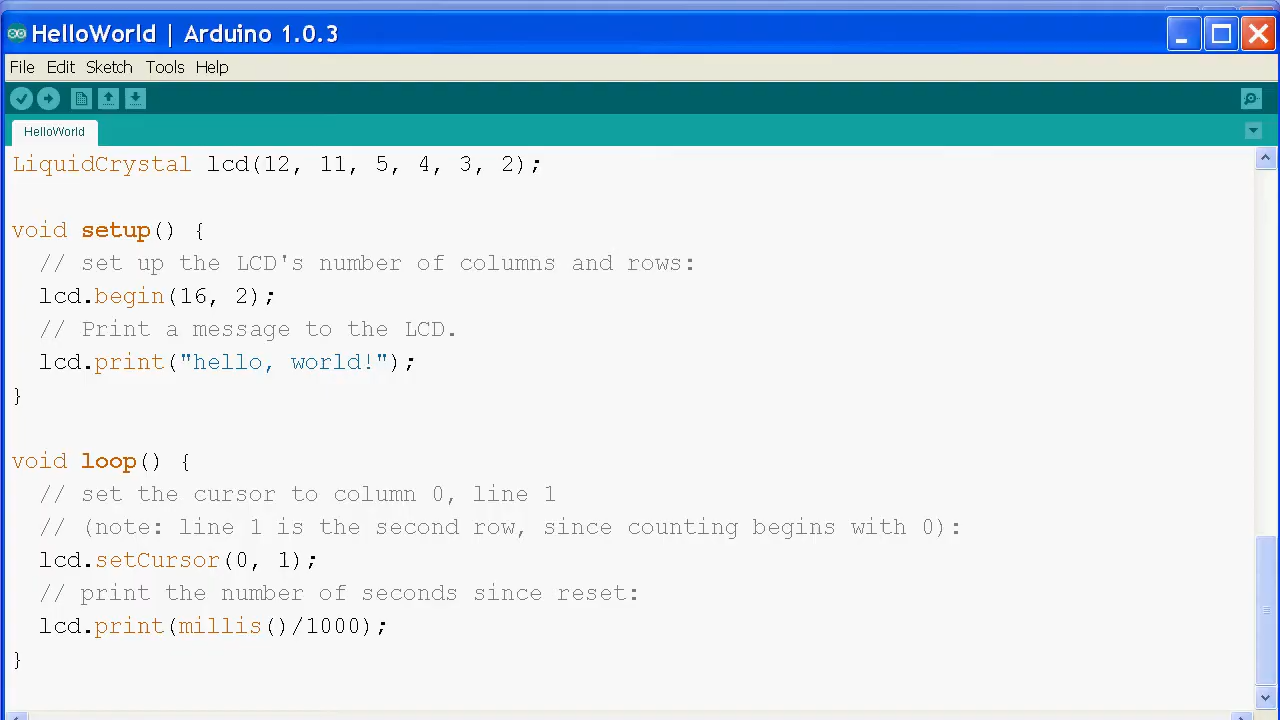 HelloWorld | Arduino 1.0.3
File Edit Sketch Tools Help
HelloWorld
LiquidCrystal lcd(12, 11, 5, 4, 3, 2);
void setup() {
  // set up the LCD's number of columns and rows:
  lcd.begin(16, 2);
  // Print a message to the LCD.
  lcd.print("hello, world!");
}
void loop() {
  // set the cursor to column 0, line 1
  // (note: line 1 is the second row, since counting begins with 0):
  lcd.setCursor(0, 1);
  // print the number of seconds since reset:
  lcd.print(millis()/1000);
}